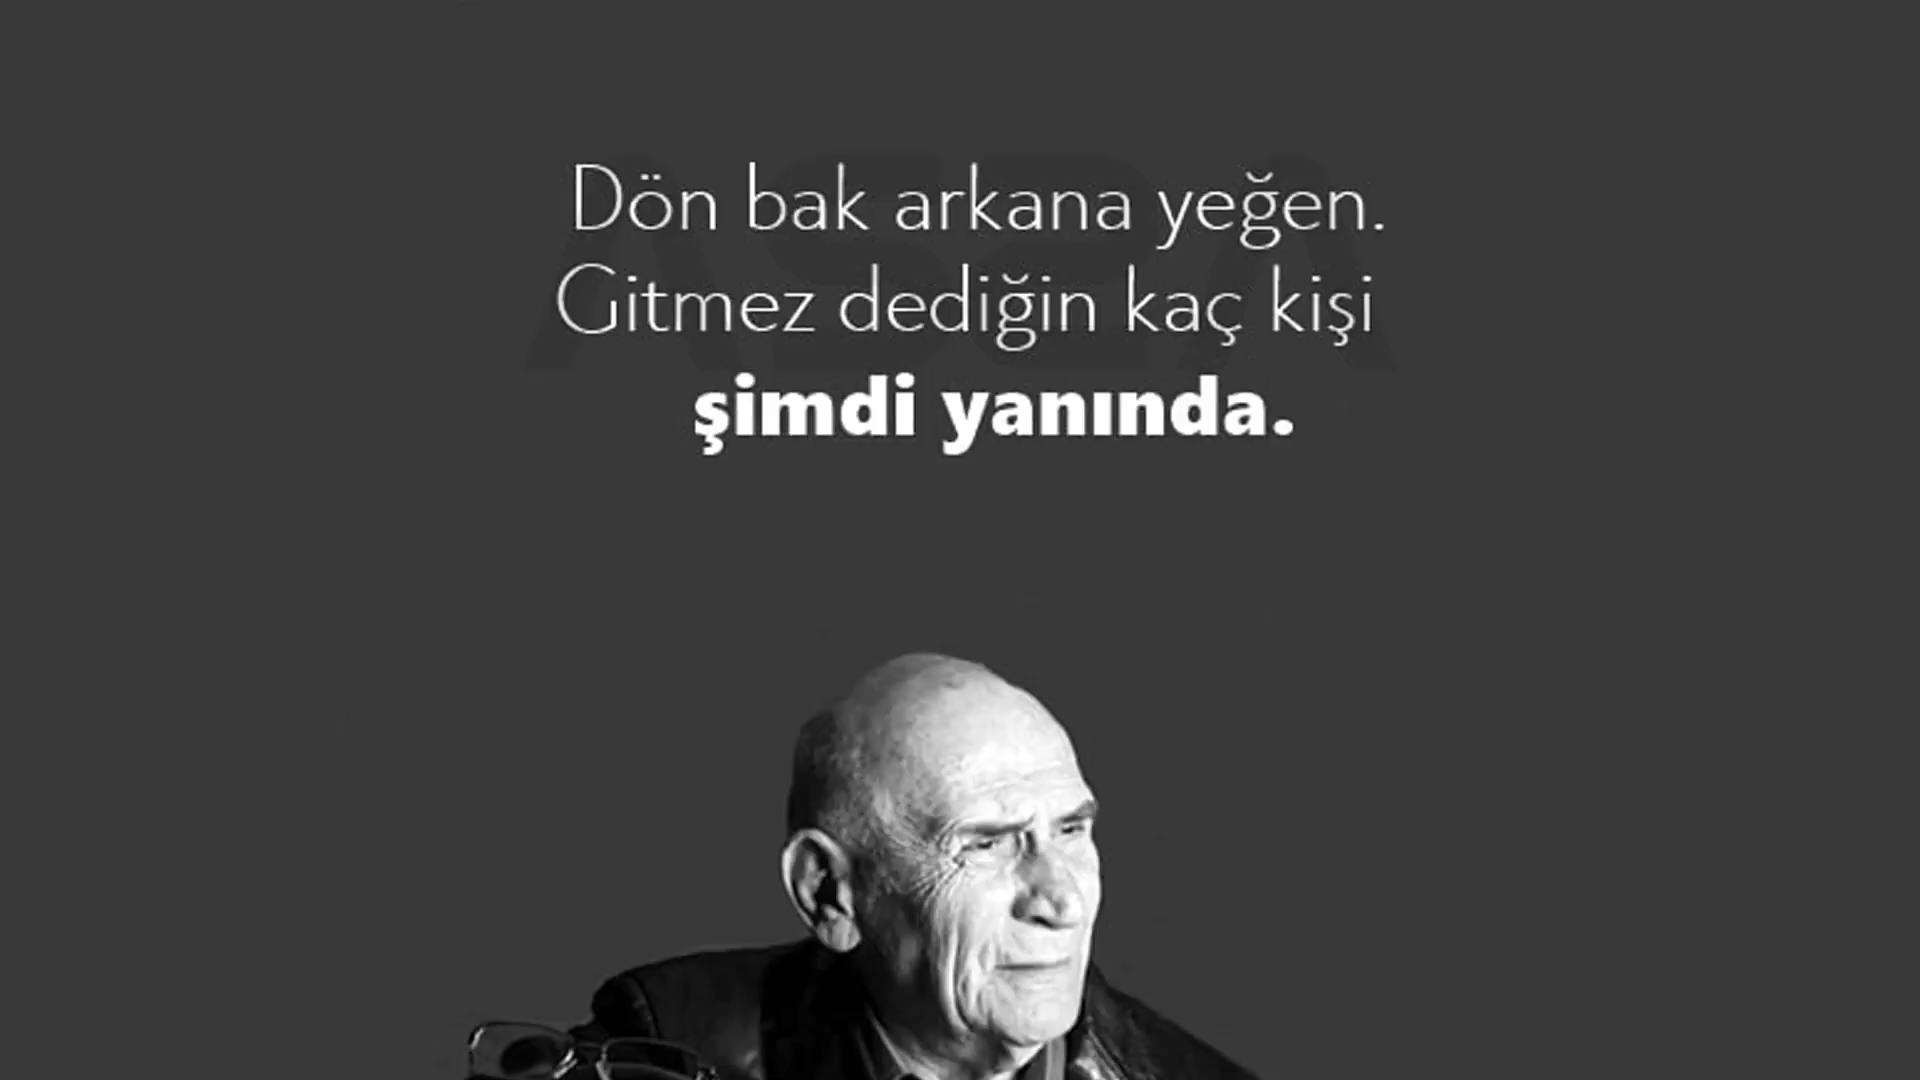 Dön bak arkana yeğen.
Gitmez dediğin kaç kişi
şimdi yanında.